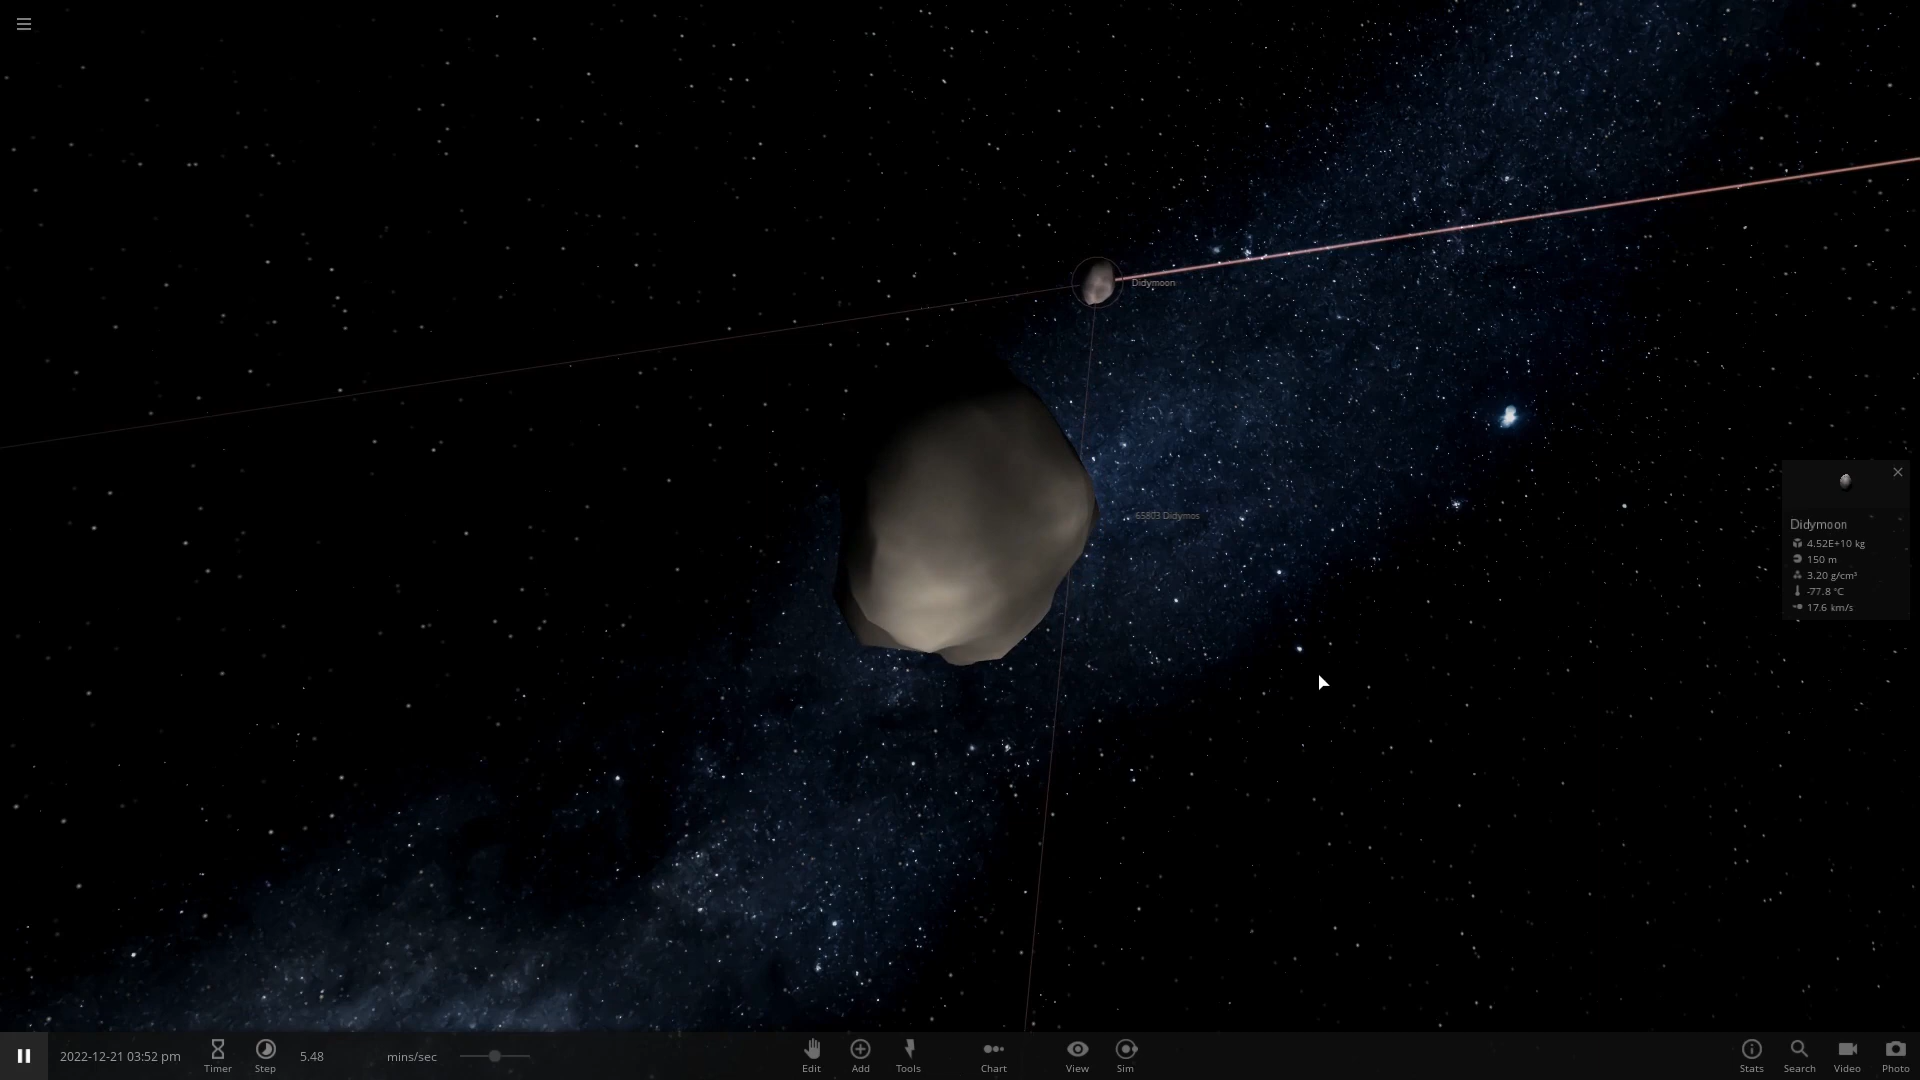 Didymoon
65803 Didymos
Didymoon
4.52E+10 kg
150 m
3.20 g/cm³
-77.8 °C
17.6 km/s
2022-12-21 03:52 pm
Timer
Step
5.48
mins/sec
Edit
Add
Tools
Chart
View
Sim
Stats
Search
Video
Photo